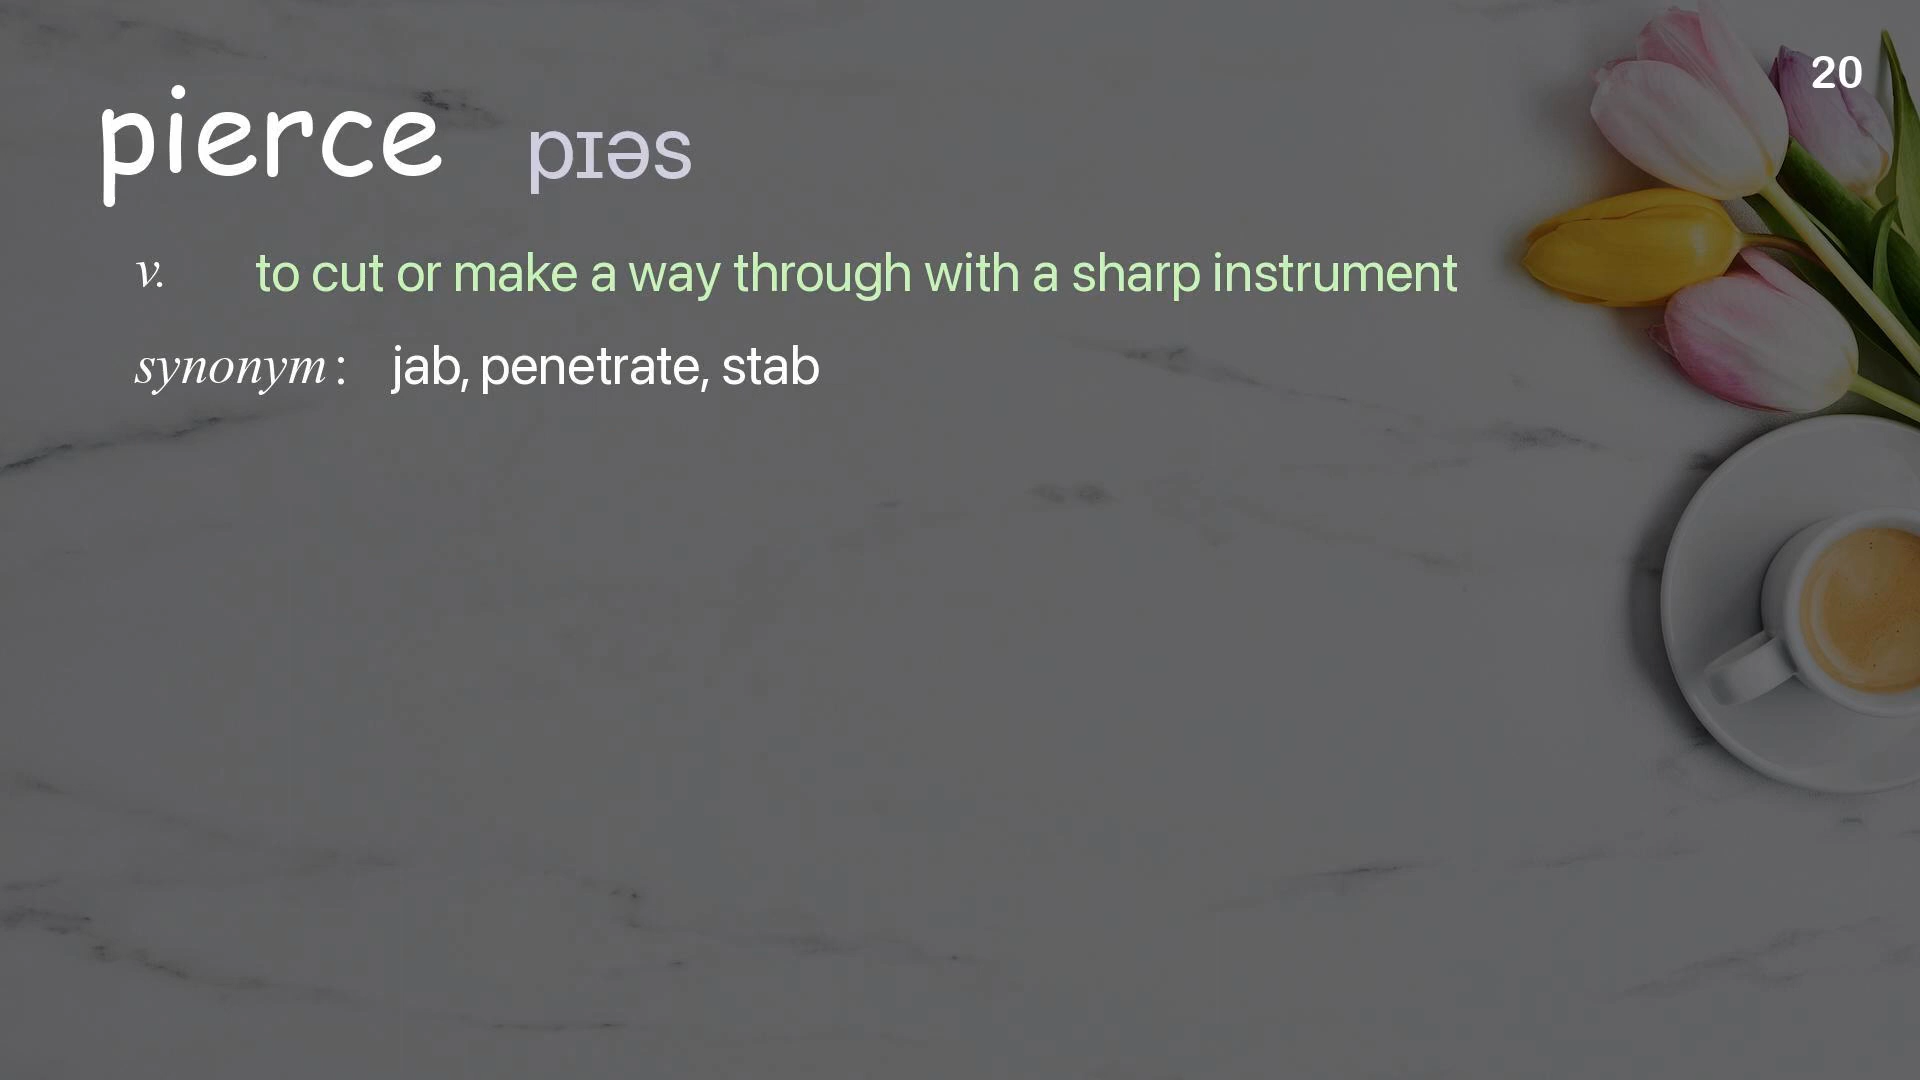 20
pierce pɪəs
v. to cut or make a way through with a sharp instrument
synonym : jab, penetrate, stab